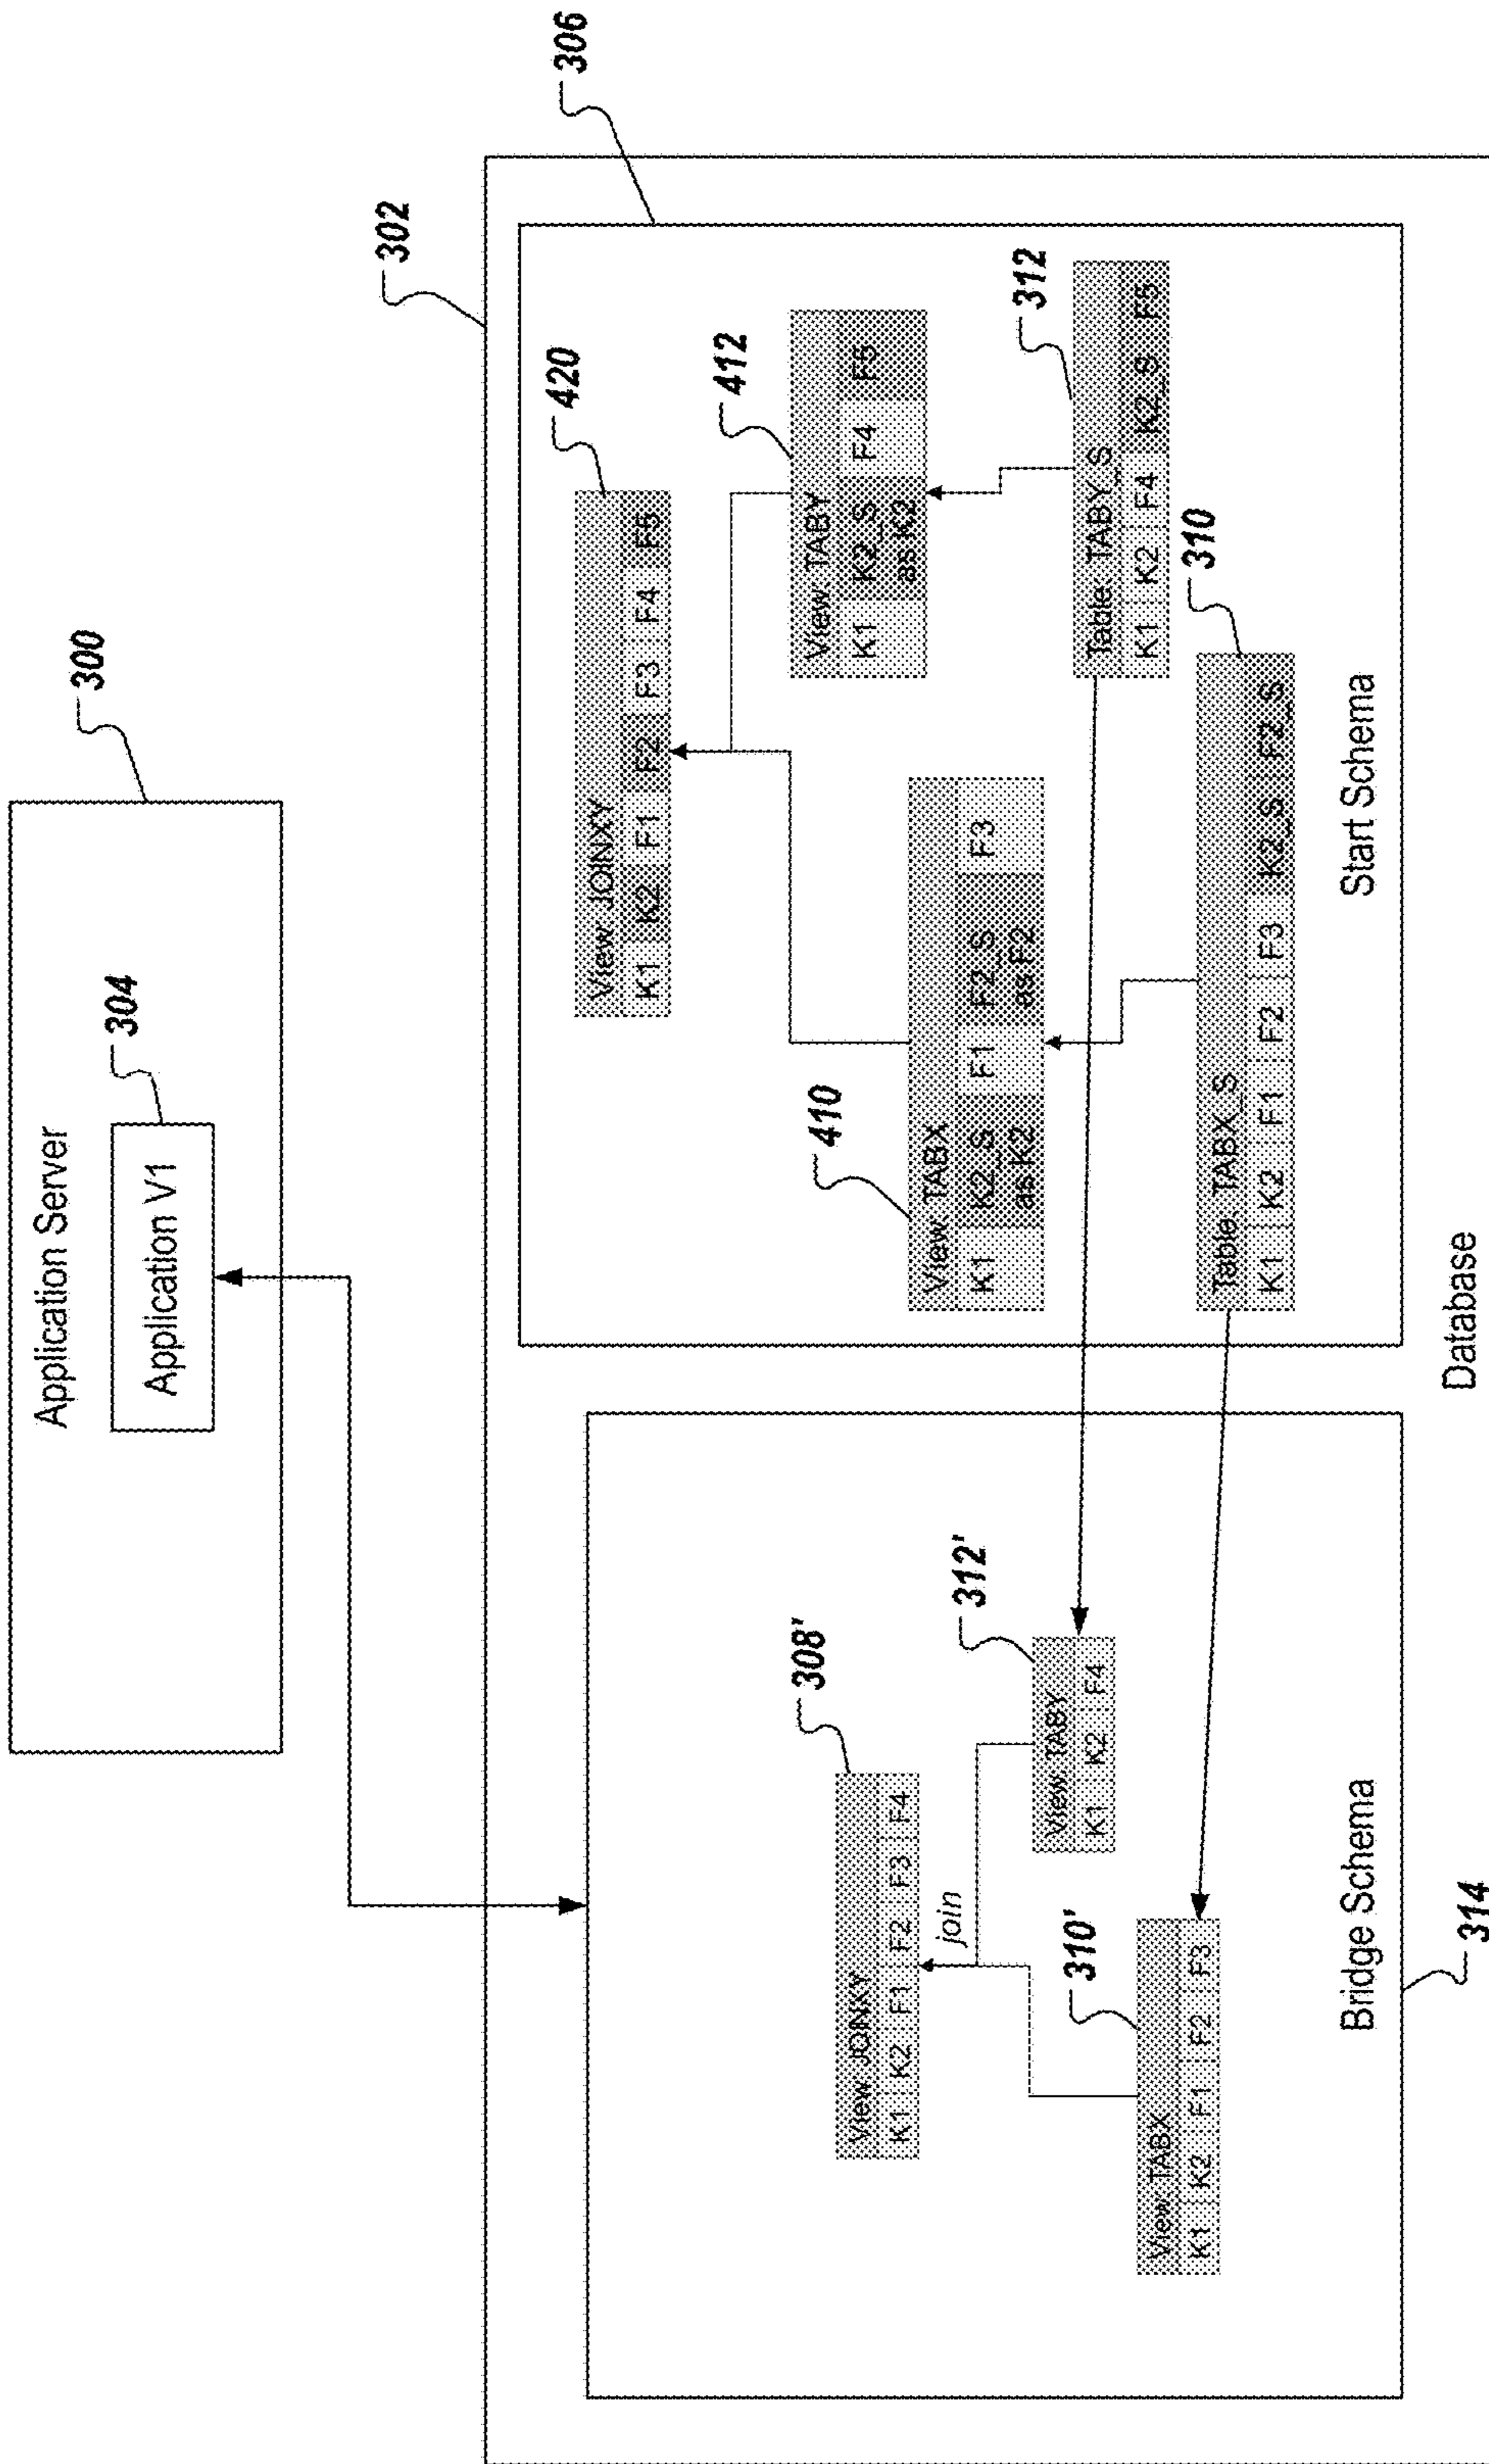 Application Server
300
Application V1
304
302
306
308'
View: JOINXY
K1 K2 F1 F2 F3 F4
join
312'
View: TABY
K1 K2 F4
310'
View: TABX
K1 K2 F1 F2 F3
Bridge Schema
314
420
View: JOINXY
K1 K2 F1 F2 F3 F4 F5
412
View: TABY
K1 K2_S F4 F5
as K2
410
View: TABX
K1 K2_S F1 F2_S F3
as K2 as F2
312
Table: TABY_S
K1 K2 F4 K2_S F5
310
Table: TABX_S
K1 K2 F1 F2 F3 K2_S F2_S
Start Schema
Database